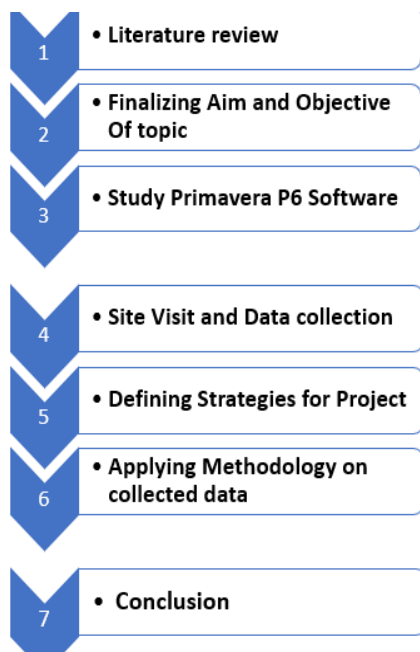 1
• Literature review
2
• Finalizing Aim and Objective
Of topic
3
• Study Primavera P6 Software
4
• Site Visit and Data collection
5
• Defining Strategies for Project
6
• Applying Methodology on
collected data
7
• Conclusion